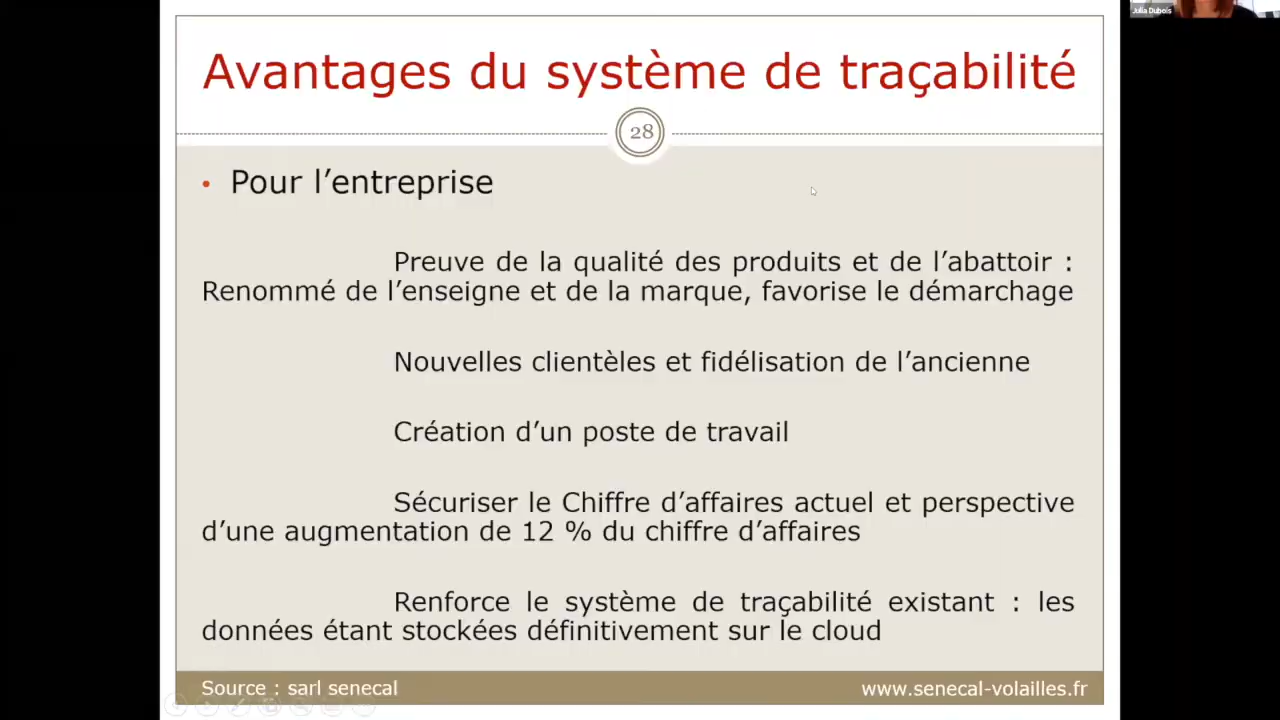 Julia Dubois
Avantages du système de traçabilité
28
• Pour l’entreprise
Preuve de la qualité des produits et de l’abattoir :
Renommé de l’enseigne et de la marque, favorise le démarchage
Nouvelles clientèles et fidélisation de l’ancienne
Création d’un poste de travail
Sécuriser le Chiffre d’affaires actuel et perspective
d’une augmentation de 12 % du chiffre d’affaires
Renforce le système de traçabilité existant : les
données étant stockées définitivement sur le cloud
Source : sarl senecal
www.senecal-volailles.fr